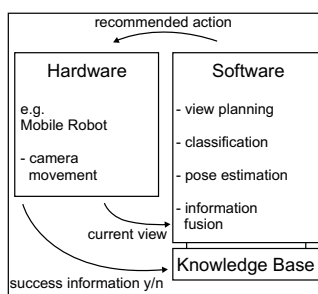 recommended action
Hardware
e.g.
Mobile Robot
- camera
movement
Software
- view planning
- classification
- pose estimation
- information
fusion
current view
Knowledge Base
success information y/n